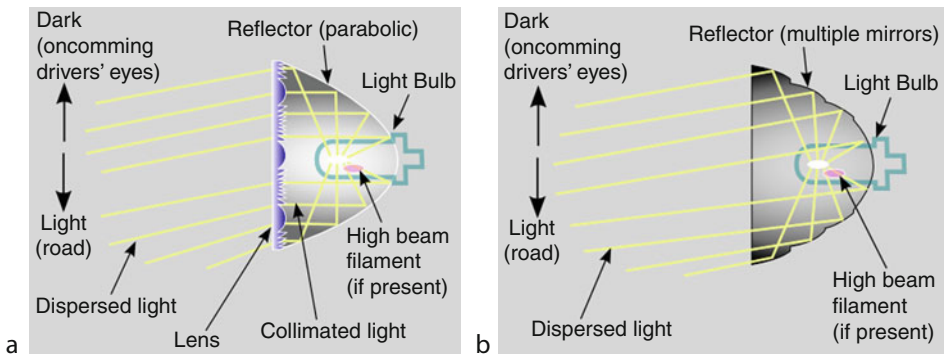 Dark
(oncomming
drivers' eyes)
Reflector (parabolic)
Light Bulb
Light
(road)
High beam
filament
(if present)
Dispersed light
Lens
Collimated light
a
Dark
(oncomming
drivers' eyes)
Reflector (multiple mirrors)
Light Bulb
Light
(road)
High beam
filament
(if present)
Dispersed light
b